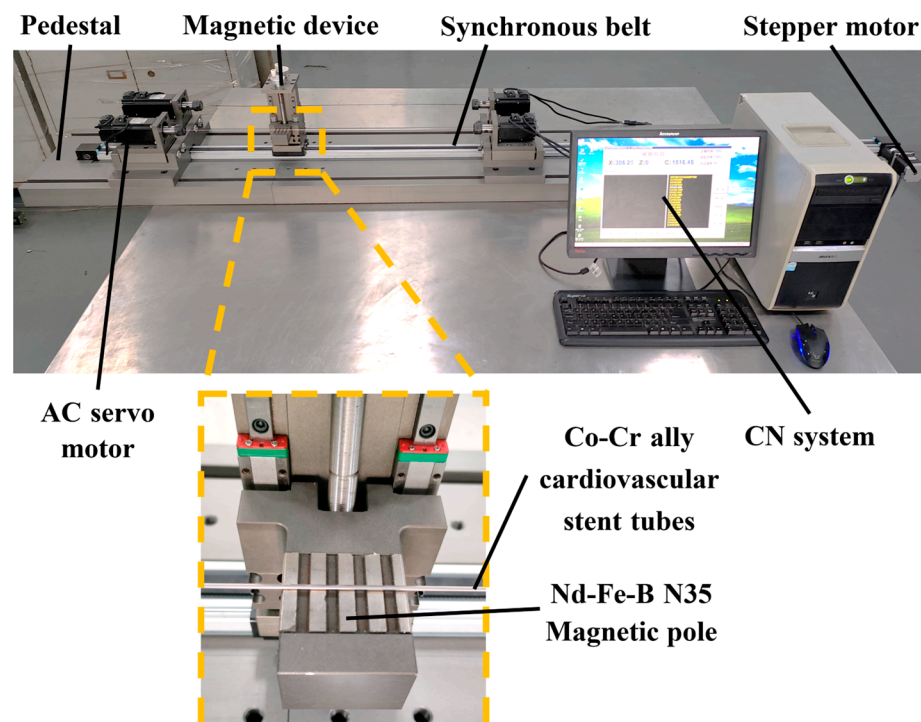 Pedestal
Magnetic device
Synchronous belt
Stepper motor
lenovo
AC servo
motor
Co-Cr ally
cardiovascular
stent tubes
CN system
Nd-Fe-B N35
Magnetic pole